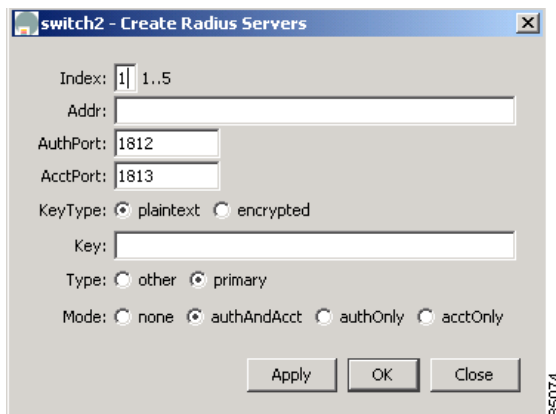 switch2 - Create Radius Servers
Index: 1 1..5
Addr:
AuthPort: 1812
AcctPort: 1813
KeyType: plaintext encrypted
Key:
Type: other primary
Mode: none authAndAcct authOnly acctOnly
Apply OK Close